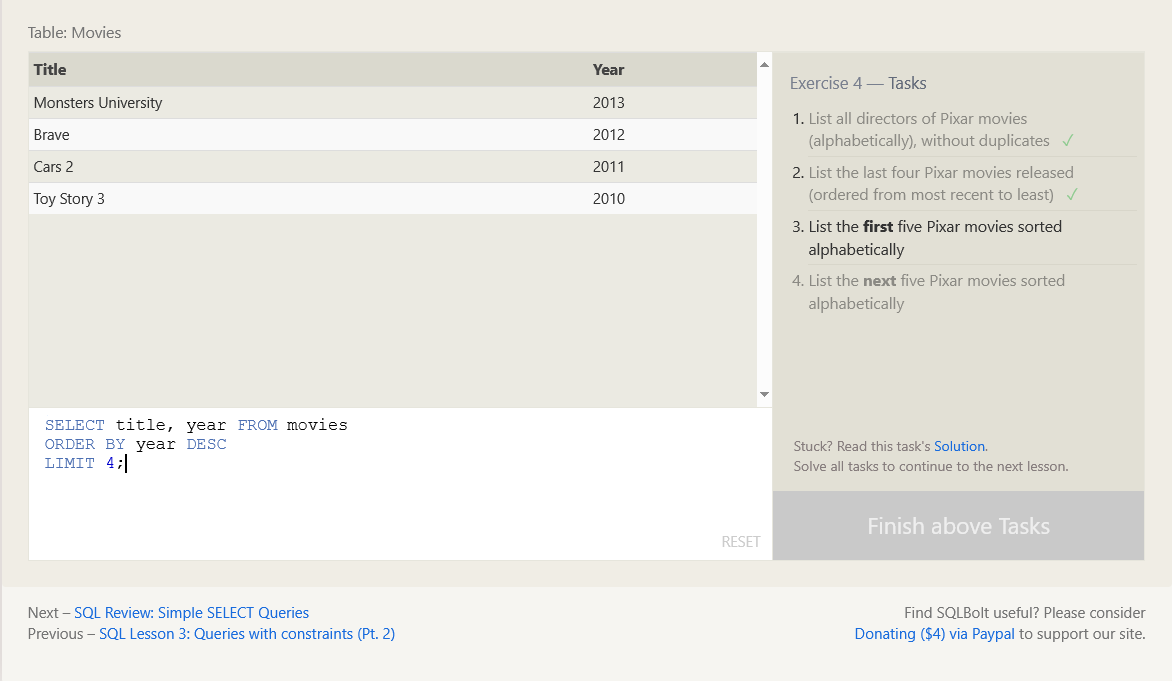 Table: Movies
Title Year
Monsters University 2013
Brave 2012
Cars 2 2011
Toy Story 3 2010
SELECT title, year FROM movies
ORDER BY year DESC
LIMIT 4;
RESET
Exercise 4 — Tasks
1. List all directors of Pixar movies
(alphabetically), without duplicates ✓
2. List the last four Pixar movies released
(ordered from most recent to least) ✓
3. List the first five Pixar movies sorted
alphabetically
4. List the next five Pixar movies sorted
alphabetically
Stuck? Read this task's Solution.
Solve all tasks to continue to the next lesson.
Finish above Tasks
Next – SQL Review: Simple SELECT Queries
Previous – SQL Lesson 3: Queries with constraints (Pt. 2)
Find SQLBolt useful? Please consider
Donating ($4) via Paypal to support our site.